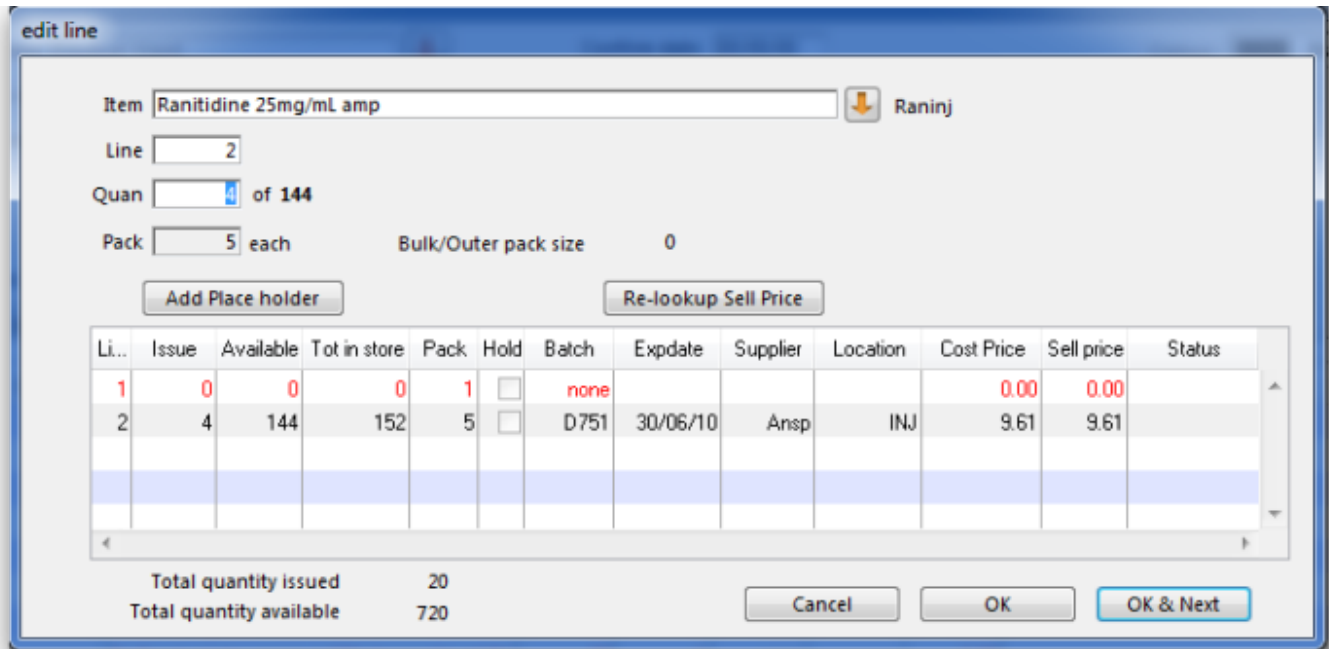 edit line
Item Ranitidine 25mg/mL amp Raninj
Line 2
Quan 4 of 144
Pack 5 each Bulk/Outer pack size 0
Add Place holder Re-lookup Sell Price
Li... Issue Available Tot in store Pack Hold Batch Expdate Supplier Location Cost Price Sell price Status
1 0 0 0 1 none 0.00 0.00
2 4 144 152 5 D751 30/06/10 Ansp INJ 9.61 9.61
Total quantity issued 20
Total quantity available 720
Cancel OK OK & Next